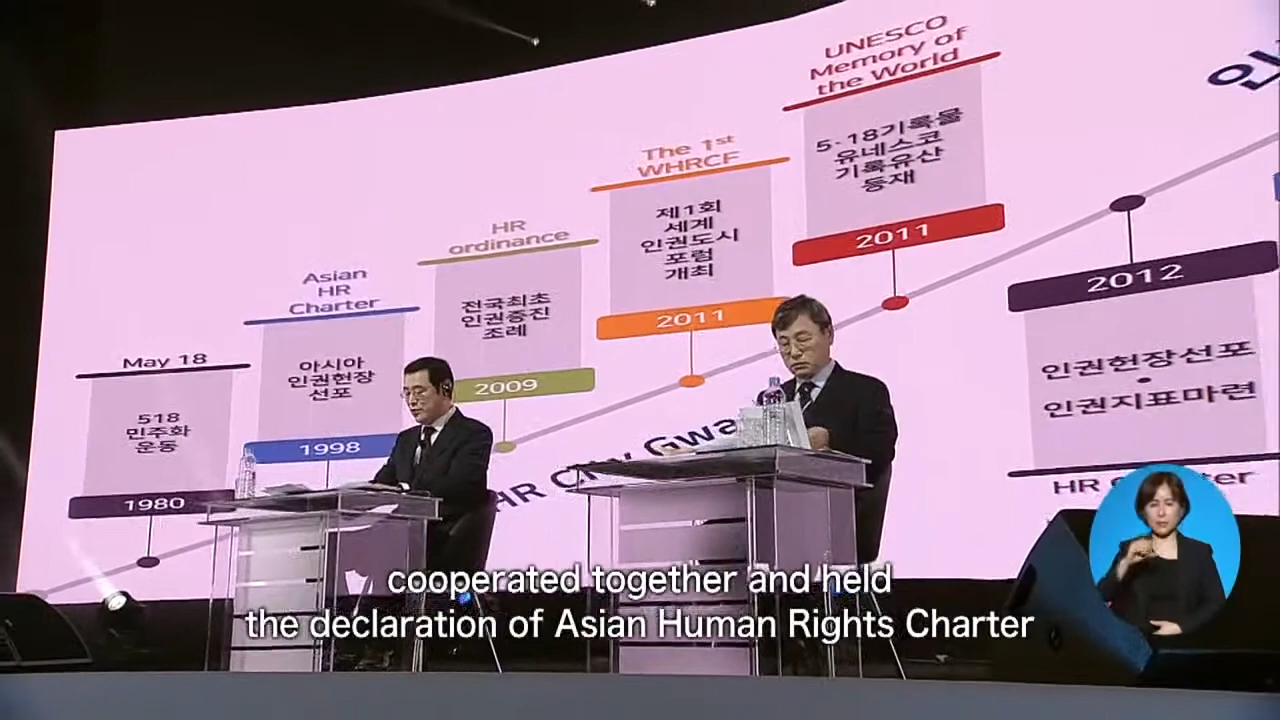 May 18
518
민주화
운동
1980
Asian
HR
Charter
아시아
인권헌장
선포
1998
HR
ordinance
전국최초
인권증진
조례
2009
The 1st
WHRCF
제1회
세계
인권도시
포럼
개최
2011
UNESCO
Memory of
the World
5·18기록물
유네스코
기록유산
등재
2011
2012
인권헌장선포
·
인권지표마련
HR City Gwa
cooperated together and held
the declaration of Asian Human Rights Charter